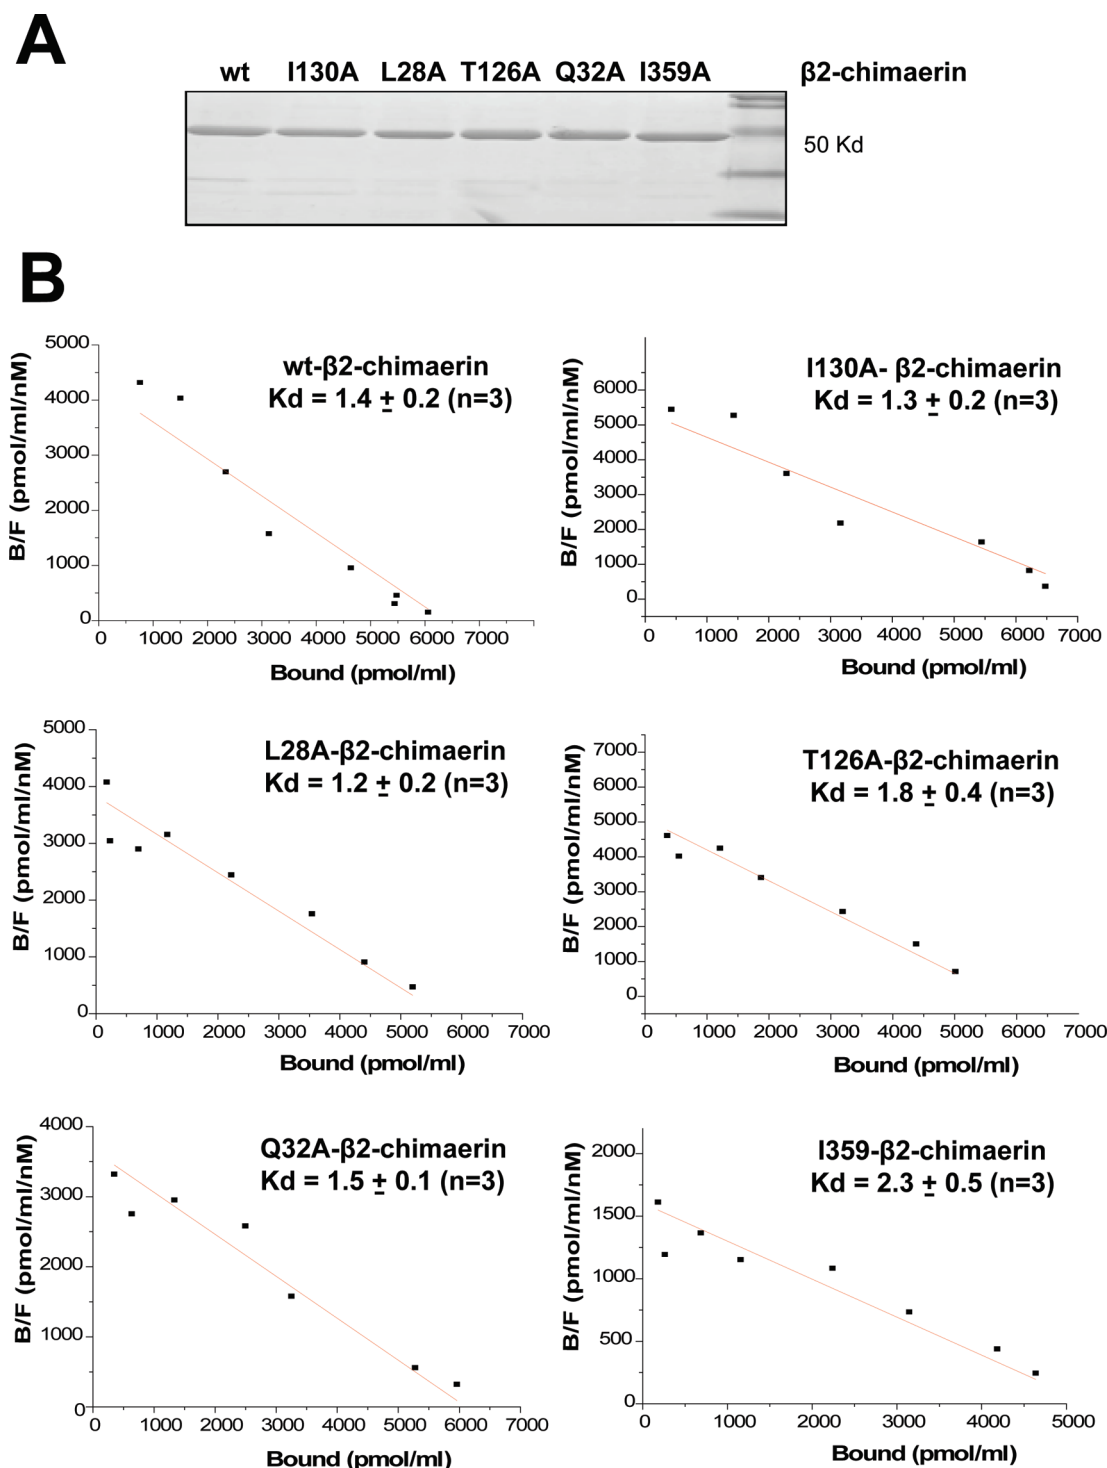 A
wt I130A L28A T126A Q32A I359A β2-chimaerin
50 Kd
B
wt-β2-chimaerin
Kd = 1.4 ± 0.2 (n=3)
B/F (pmol/ml/nM)
5000
4000
3000
2000
1000
0
0 1000 2000 3000 4000 5000 6000 7000
Bound (pmol/ml)
I130A- β2-chimaerin
Kd = 1.3 ± 0.2 (n=3)
B/F (pmol/ml/nM)
6000
5000
4000
3000
2000
1000
0
0 1000 2000 3000 4000 5000 6000 7000
Bound (pmol/ml)
L28A-β2-chimaerin
Kd = 1.2 ± 0.2 (n=3)
B/F (pmol/ml/nM)
5000
4000
3000
2000
1000
0
0 1000 2000 3000 4000 5000 6000 7000
Bound (pmol/ml)
T126A-β2-chimaerin
Kd = 1.8 ± 0.4 (n=3)
B/F (pmol/ml/nM)
7000
6000
5000
4000
3000
2000
1000
0
0 1000 2000 3000 4000 5000 6000 7000
Bound (pmol/ml)
Q32A-β2-chimaerin
Kd = 1.5 ± 0.1 (n=3)
B/F (pmol/ml/nM)
4000
3000
2000
1000
0
0 1000 2000 3000 4000 5000 6000 7000
Bound (pmol/ml)
I359-β2-chimaerin
Kd = 2.3 ± 0.5 (n=3)
B/F (pmol/ml/nM)
2000
1500
1000
500
0
0 1000 2000 3000 4000 5000
Bound (pmol/ml)